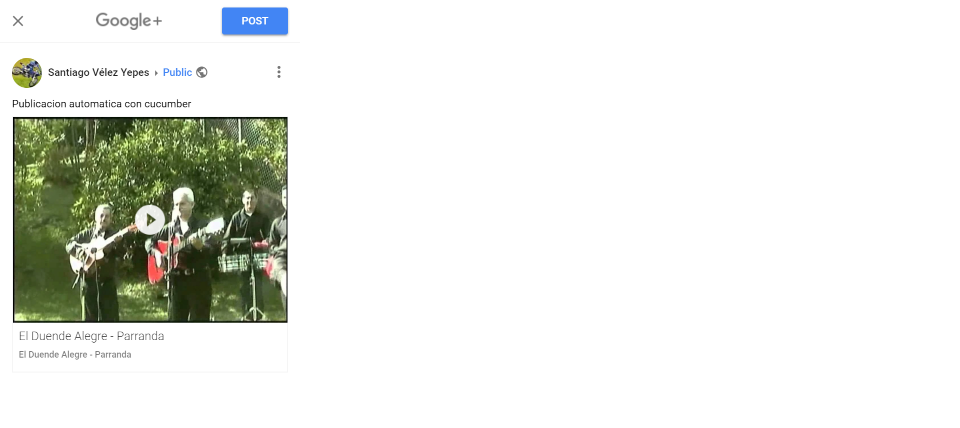 Google+
POST
Santiago Vélez Yepes Public
Publicacion automatica con cucumber
El Duende Alegre - Parranda
El Duende Alegre - Parranda